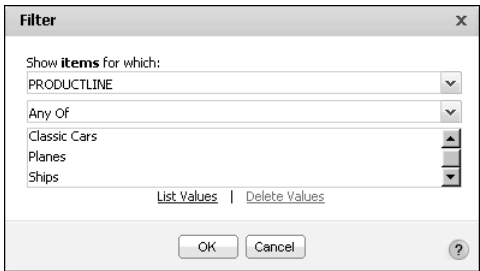 Filter x
Show items for which:
PRODUCTLINE
Any Of
Classic Cars
Planes
Ships
List Values | Delete Values
OK Cancel ?